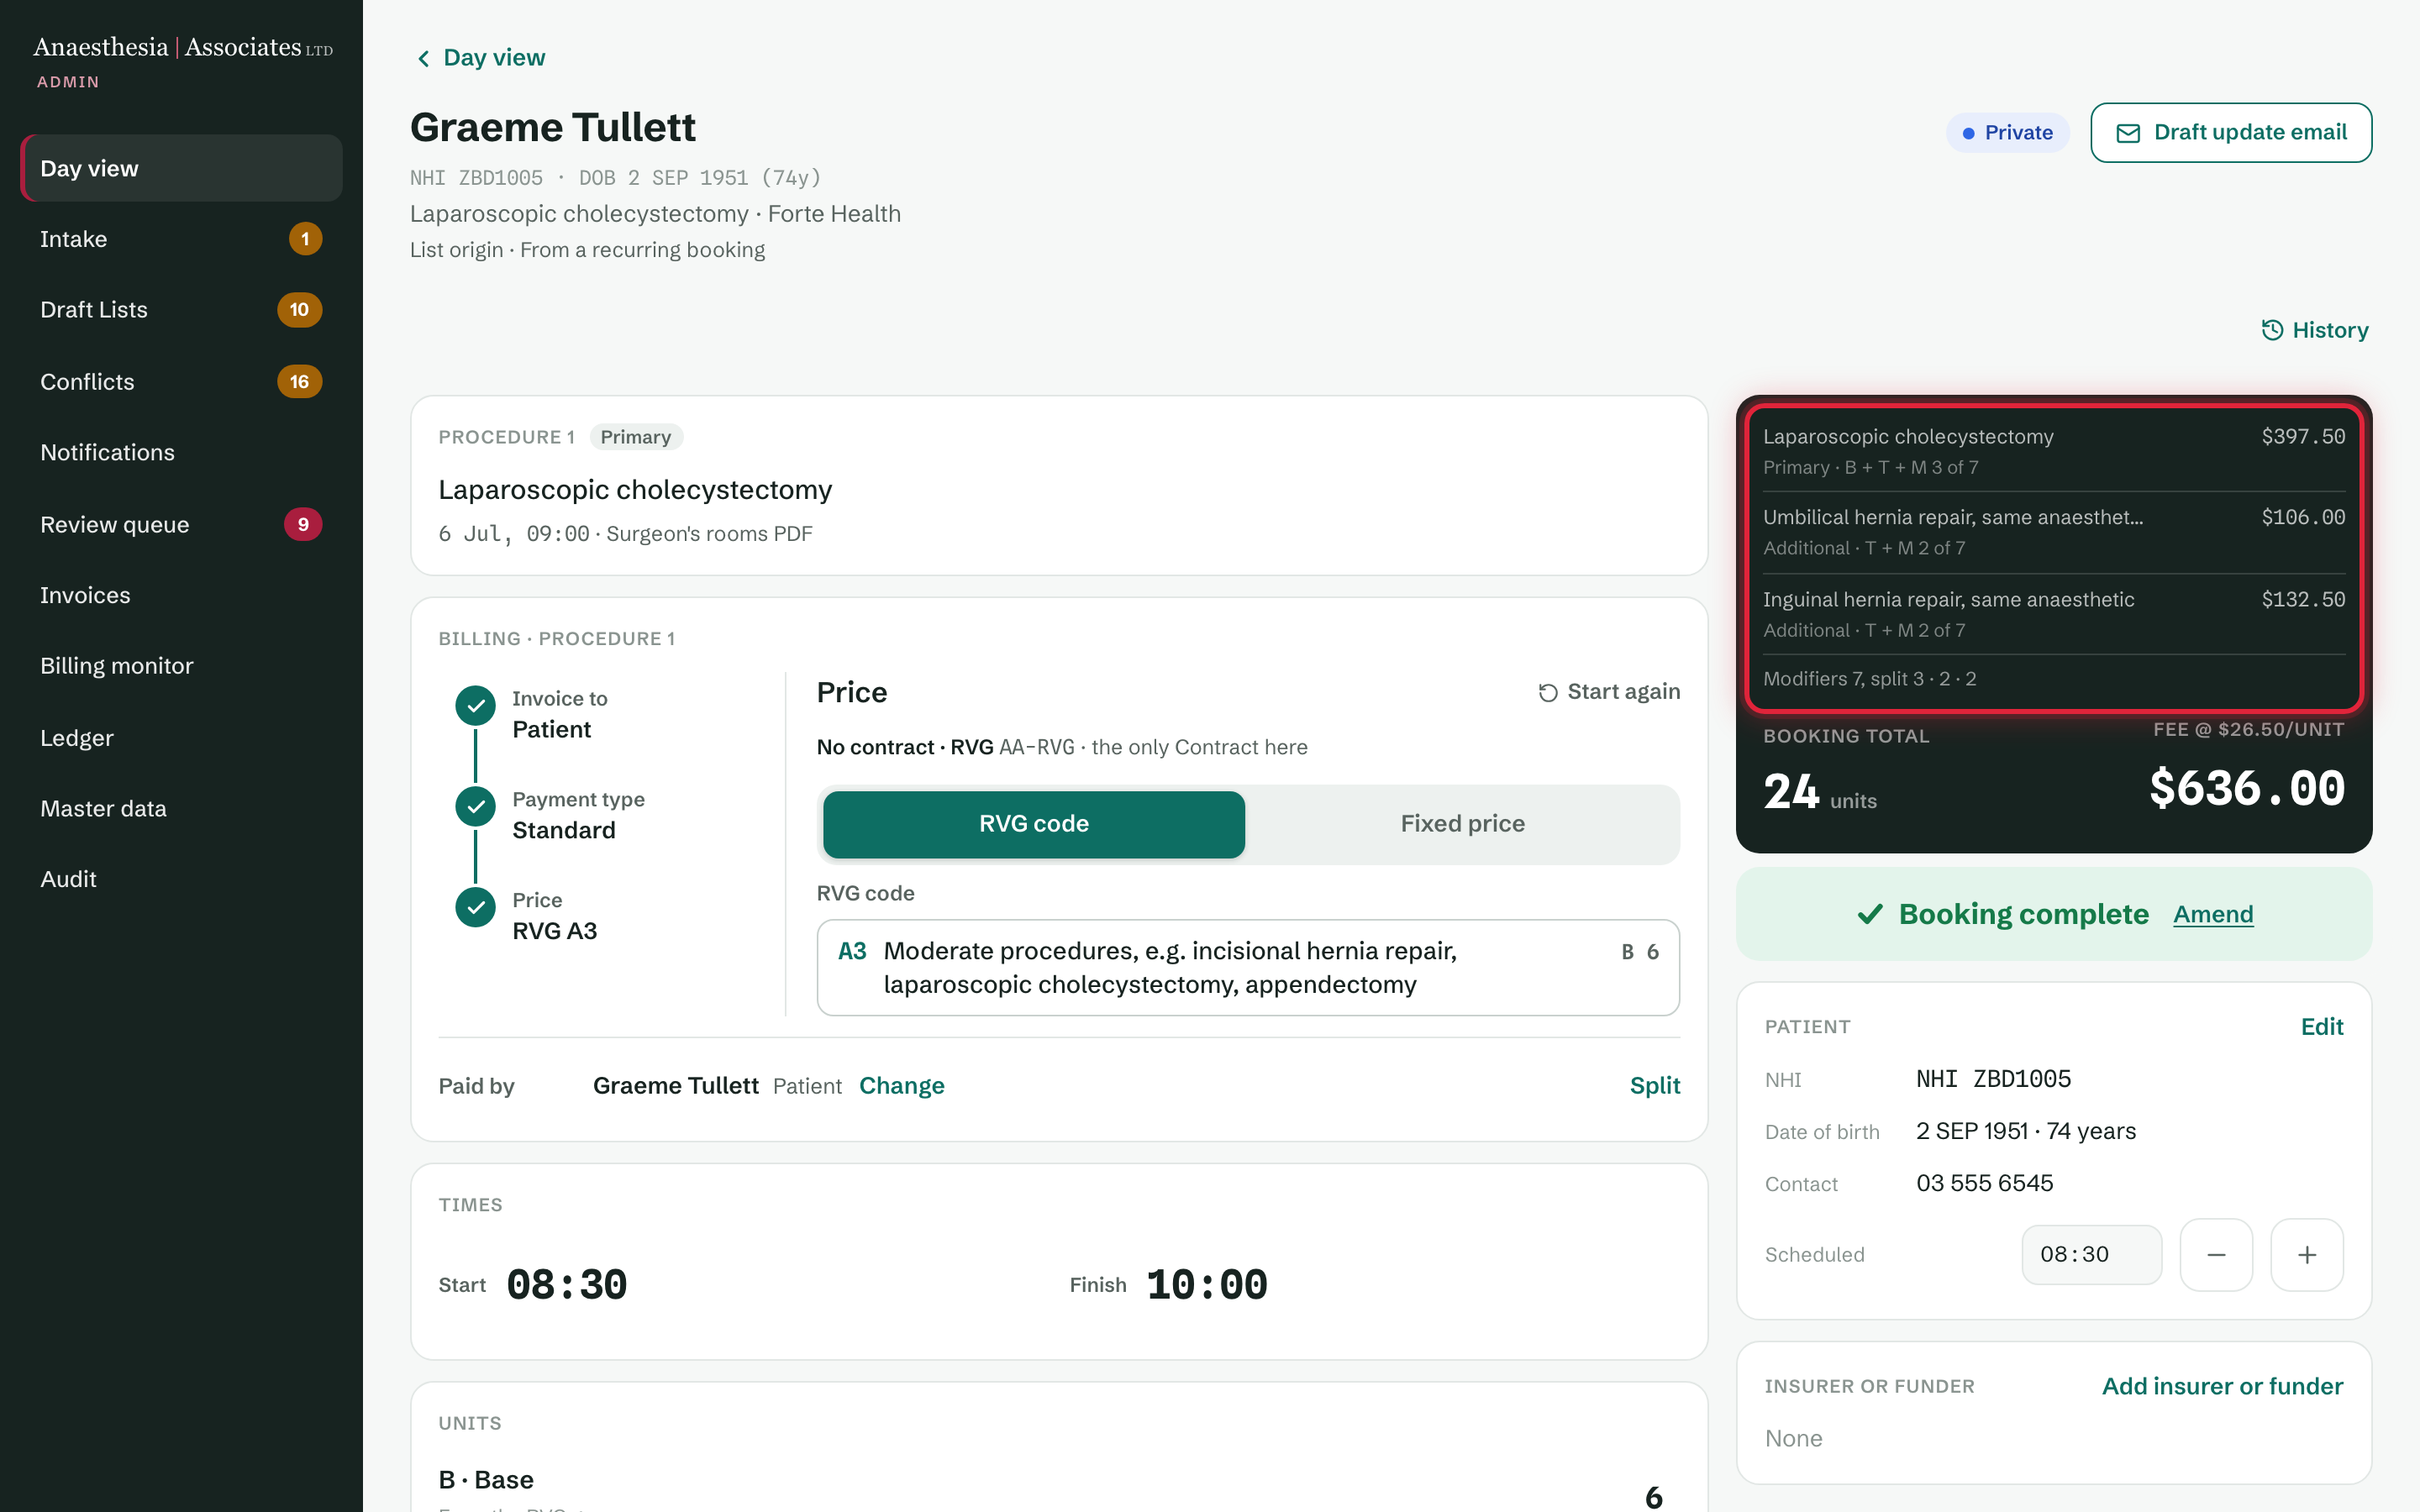 Anaesthesia | Associates LTD
ADMIN
Day view
Intake 1
Draft Lists 10
Conflicts 16
Notifications
Review queue 9
Invoices
Billing monitor
Ledger
Master data
Audit
Day view
Graeme Tullett
NHI ZBD1005 · DOB 2 SEP 1951 (74y)
Laparoscopic cholecystectomy · Forte Health
List origin · From a recurring booking
Private
Draft update email
History
PROCEDURE 1 Primary
Laparoscopic cholecystectomy
6 Jul, 09:00 · Surgeon's rooms PDF
BILLING · PROCEDURE 1
Invoice to
Patient
Payment type
Standard
Price
RVG A3
Price
Start again
No contract · RVG AA-RVG · the only Contract here
RVG code
Fixed price
RVG code
A3 Moderate procedures, e.g. incisional hernia repair, B 6
laparoscopic cholecystectomy, appendectomy
Paid by Graeme Tullett Patient Change Split
TIMES
Start 08:30 Finish 10:00
UNITS
B · Base
6
Laparoscopic cholecystectomy $397.50
Primary · B + T + M 3 of 7
Umbilical hernia repair, same anaesthet... $106.00
Additional · T + M 2 of 7
Inguinal hernia repair, same anaesthetic $132.50
Additional · T + M 2 of 7
Modifiers 7, split 3 · 2 · 2
BOOKING TOTAL FEE @ $26.50/UNIT
24 units $636.00
Booking complete Amend
PATIENT Edit
NHI NHI ZBD1005
Date of birth 2 SEP 1951 · 74 years
Contact 03 555 6545
Scheduled 08:30 − +
INSURER OR FUNDER Add insurer or funder
None